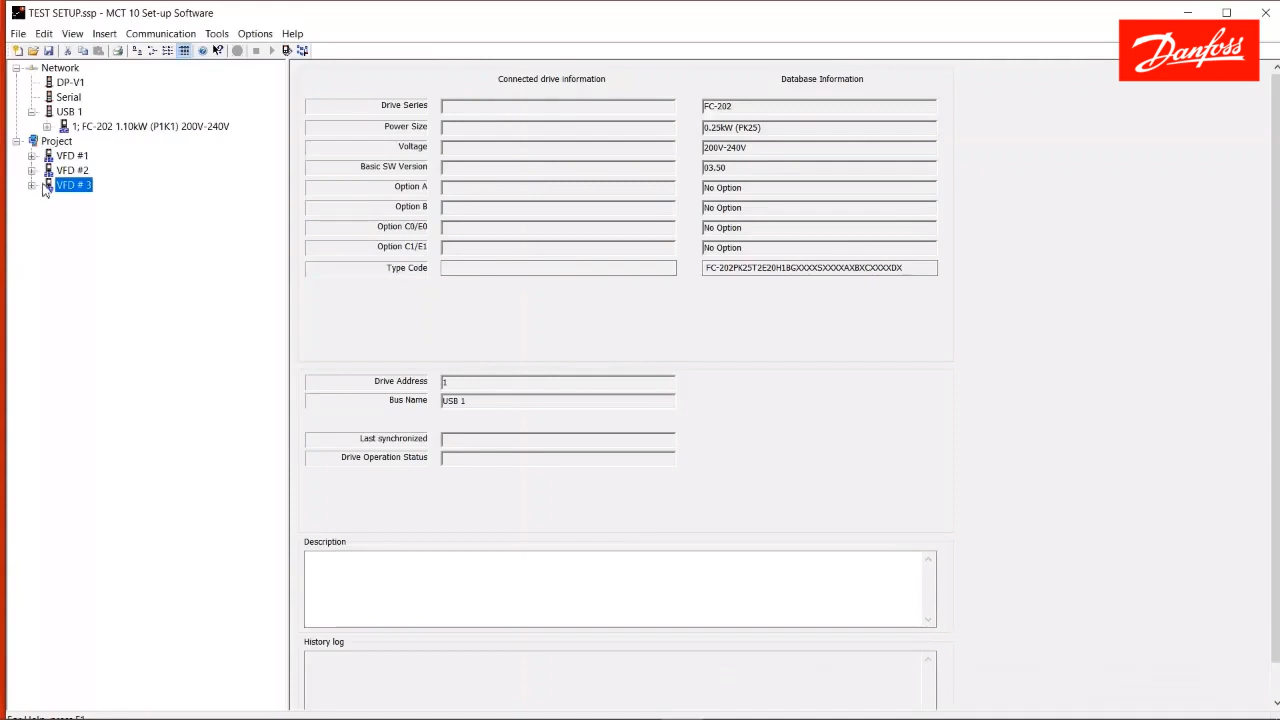 TEST SETUP.ssp - MCT 10 Set-up Software
File Edit View Insert Communication Tools Options Help
Danfoss
Network
DP-V1
Serial
USB 1
1; FC-202 1.10kW (P1K1) 200V-240V
Project
VFD #1
VFD #2
VFD # 3
Connected drive information Database Information
Drive Series FC-202
Power Size 0.25kW (PK25)
Voltage 200V-240V
Basic SW Version 03.50
Option A No Option
Option B No Option
Option C0/E0 No Option
Option C1/E1 No Option
Type Code FC-202PK25T2E20H1BGXXXXSXXXXAXBXCXXXXDX
Drive Address 1
Bus Name USB 1
Last synchronized
Drive Operation Status
Description
History log
For Help, press F1